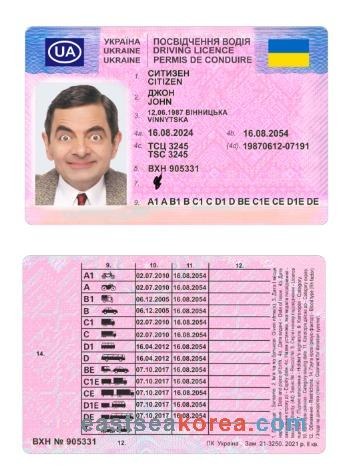 УКРАЇНА
UKRAINE
UKRAINE
UA
ПОСВІДЧЕННЯ ВОДІЯ
DRIVING LICENCE
PERMIS DE CONDUIRE
1. СИТИЗЕН
CITIZEN
2. ДЖОН
JOHN
3. 12.06.1987 ВІННИЦЬКА
VINNYTSKA
4a. 16.08.2024 4b. 16.08.2054
4c. ТСЦ 3245 (4d) 19870612-07191
TSC 3245
5. ВХН 905331
7.
9. A1 A B1 B C1 C D1 D BE C1E CE D1E DE
9. 10. 11. 12.
A1 02.07.2010 16.08.2054
A 02.07.2010 16.08.2054
B1 06.12.2005 16.08.2054
B 06.12.2005 16.08.2054
C1 02.07.2010 16.08.2054
C 02.07.2010 16.08.2054
D1 16.04.2012 16.08.2054
D 16.04.2012 16.08.2054
BE 07.10.2017 16.08.2054
C1E 07.10.2017 16.08.2054
CE 07.10.2017 16.08.2054
D1E 07.10.2017 16.08.2054
DE 07.10.2017 16.08.2054
14.
eastseakorea.com
ВХН № 905331 12. ПК Україна . Зам. 21-3250. 2021 р. ІІ кв.